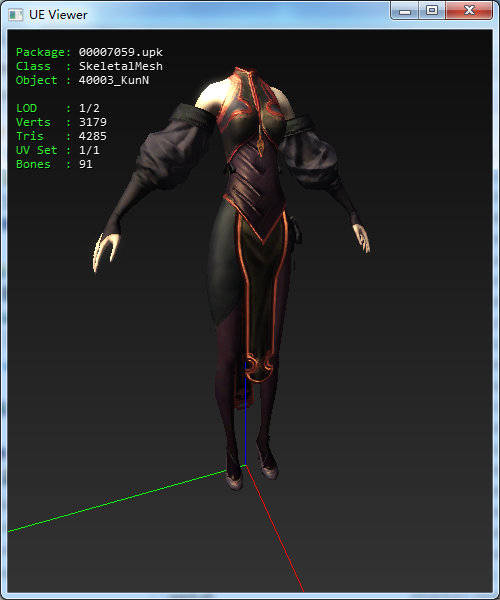 UE Viewer
Package: 00007059.upk
Class : SkeletalMesh
Object : 40003_KunN
LOD : 1/2
Verts : 3179
Tris : 4285
UV Set : 1/1
Bones : 91